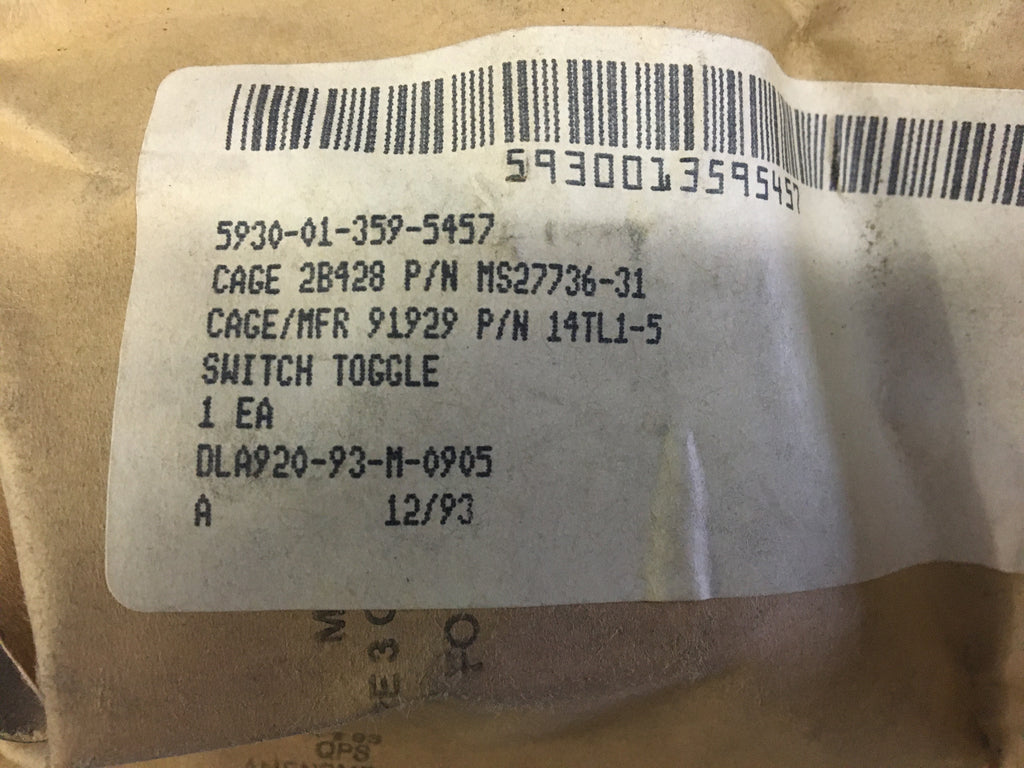 5930013595457
5930-01-359-5457
CAGE 2B428 P/N MS27736-31
CAGE/MFR 91929 P/N 14TL1-5
SWITCH TOGGLE
1 EA
DLA920-93-M-0905
A 12/93
QPS